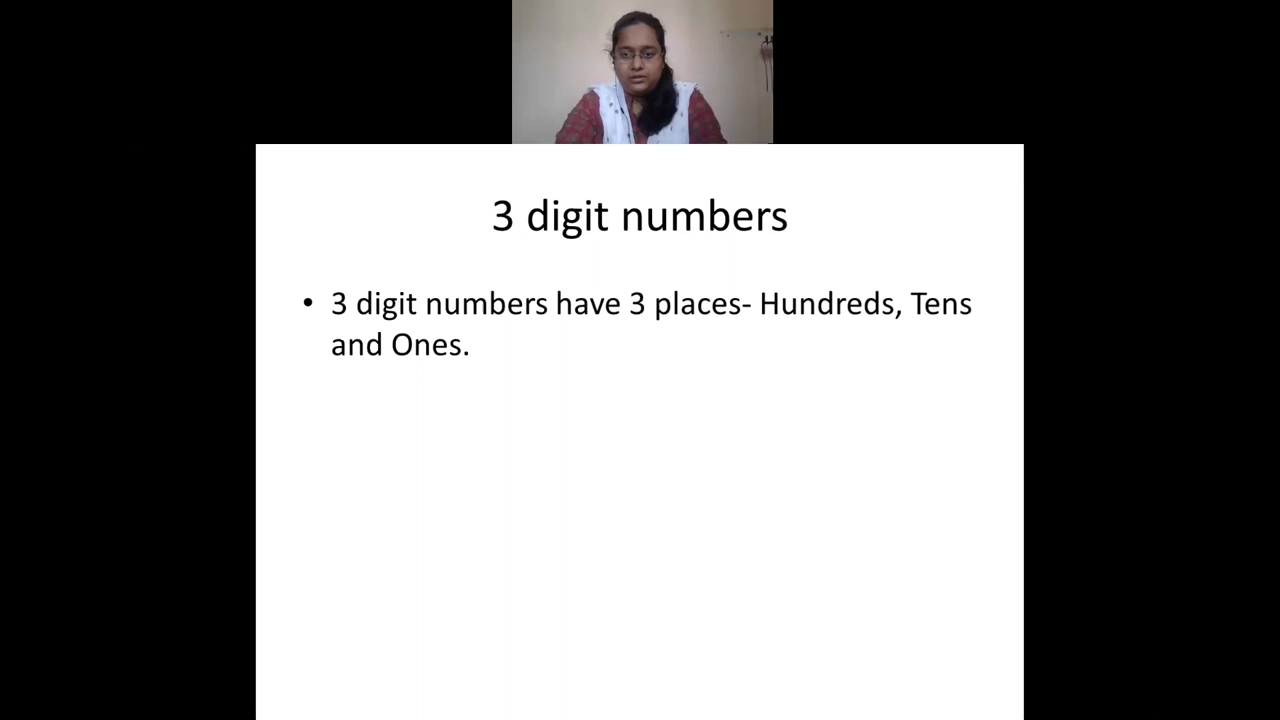 3 digit numbers
• 3 digit numbers have 3 places- Hundreds, Tens
and Ones.